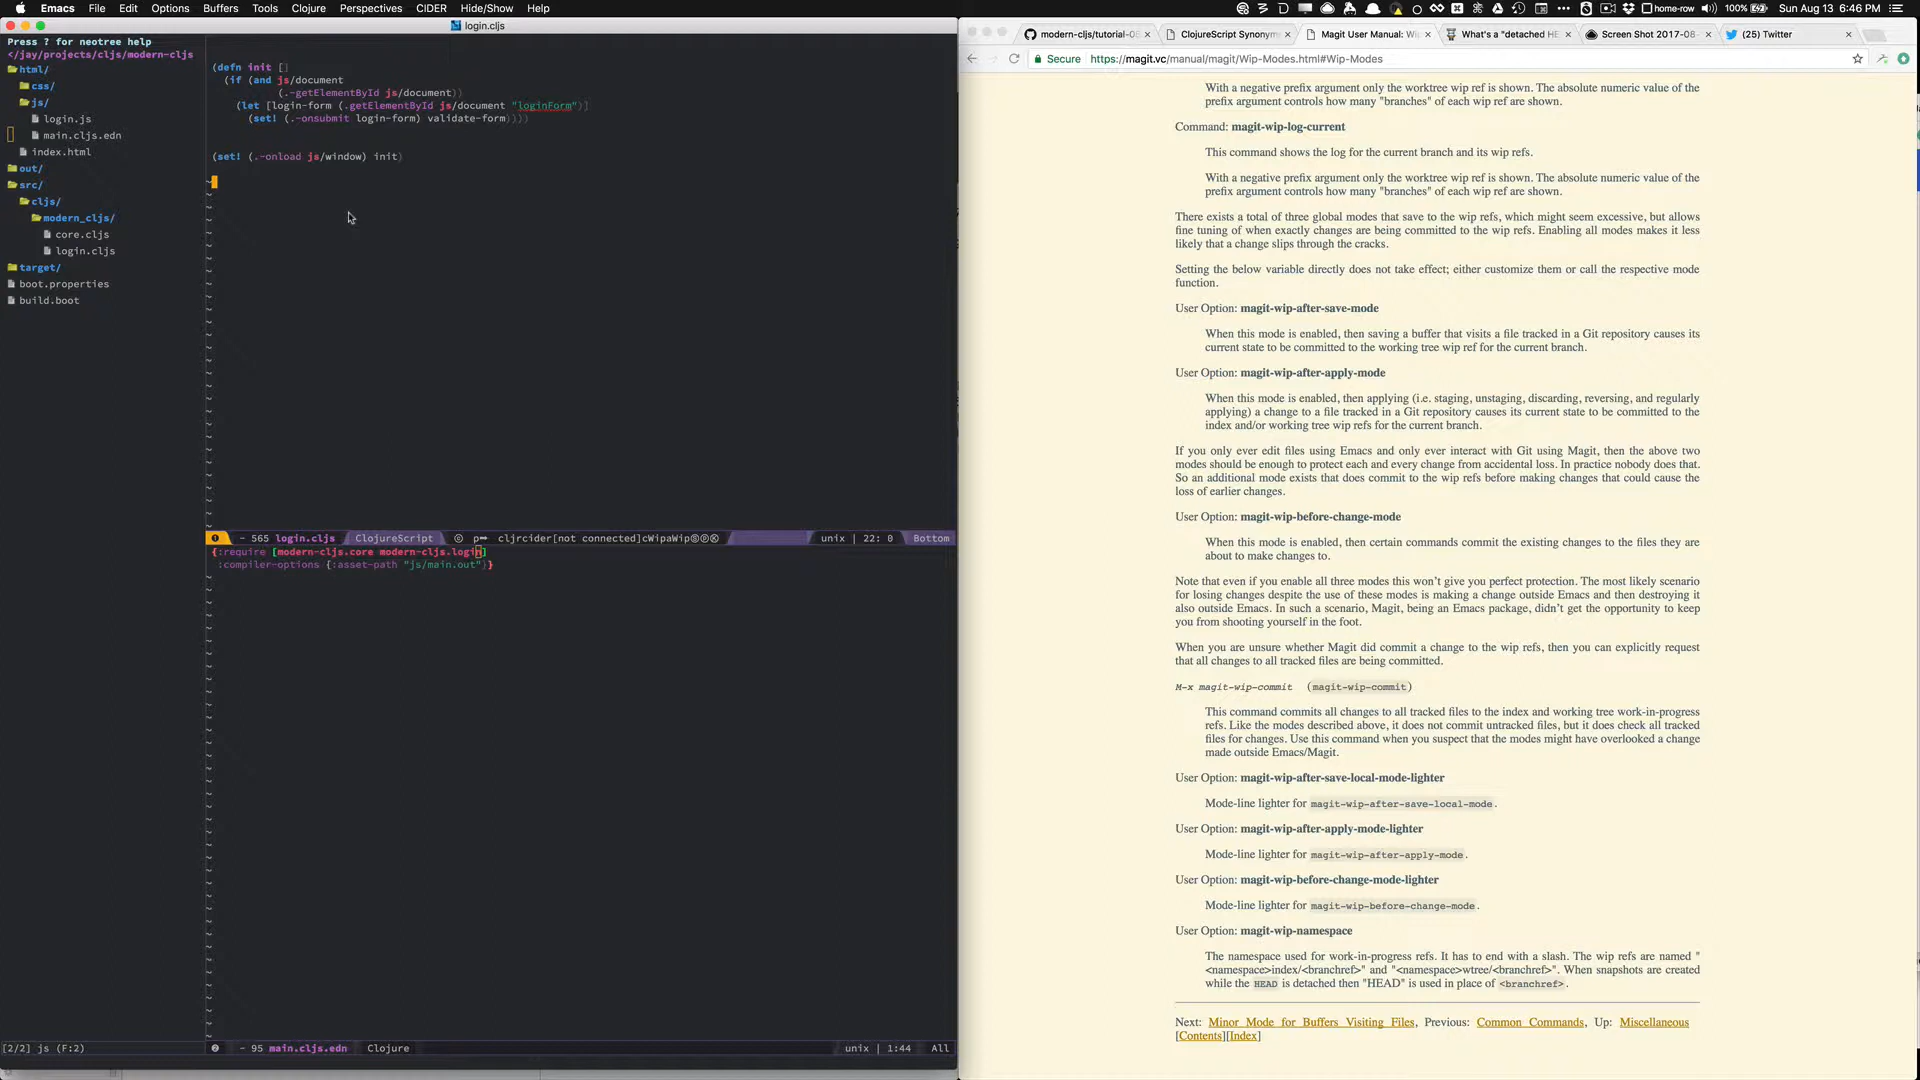 Emacs File Edit Options Buffers Tools Clojure Perspectives CIDER Hide/Show Help
home-row 100% Sun Aug 13 6:46 PM
login.cljs
Press ? for neotree help
</jay/projects/cljs/modern-cljs
html/
css/
js/
login.js
main.cljs.edn
index.html
out/
src/
cljs/
modern_cljs/
core.cljs
login.cljs
target/
boot.properties
build.boot
[2/2] js (F:2)
(defn init []
(if (and js/document
(.-getElementById js/document))
(let [login-form (.getElementById js/document "loginForm")]
(set! (.-onsubmit login-form) validate-form))))
(set! (.-onload js/window) init)
- 565 login.cljs ClojureScript cljrcider[not connected]cWipaWip unix | 22: 0 Bottom
{:require [modern-cljs.core modern-cljs.login]
:compiler-options {:asset-path "js/main.out"}}
- 95 main.cljs.edn Clojure unix | 1:44 All
modern-cljs/tutorial-08
ClojureScript Synonym
Magit User Manual: Wi
What's a "detached HE
Screen Shot 2017-08-
(25) Twitter
Secure https://magit.vc/manual/magit/Wip-Modes.html#Wip-Modes
With a negative prefix argument only the worktree wip ref is shown. The absolute numeric value of the
prefix argument controls how many "branches" of each wip ref are shown.
Command: magit-wip-log-current
This command shows the log for the current branch and its wip refs.
With a negative prefix argument only the worktree wip ref is shown. The absolute numeric value of the
prefix argument controls how many "branches" of each wip ref are shown.
There exists a total of three global modes that save to the wip refs, which might seem excessive, but allows
fine tuning of when exactly changes are being committed to the wip refs. Enabling all modes makes it less
likely that a change slips through the cracks.
Setting the below variable directly does not take effect; either customize them or call the respective mode
function.
User Option: magit-wip-after-save-mode
When this mode is enabled, then saving a buffer that visits a file tracked in a Git repository causes its
current state to be committed to the working tree wip ref for the current branch.
User Option: magit-wip-after-apply-mode
When this mode is enabled, then applying (i.e. staging, unstaging, discarding, reversing, and regularly
applying) a change to a file tracked in a Git repository causes its current state to be committed to the
index and/or working tree wip refs for the current branch.
If you only ever edit files using Emacs and only ever interact with Git using Magit, then the above two
modes should be enough to protect each and every change from accidental loss. In practice nobody does that.
So an additional mode exists that does commit to the wip refs before making changes that could cause the
loss of earlier changes.
User Option: magit-wip-before-change-mode
When this mode is enabled, then certain commands commit the existing changes to the files they are
about to make changes to.
Note that even if you enable all three modes this won't give you perfect protection. The most likely scenario
for losing changes despite the use of these modes is making a change outside Emacs and then destroying it
also outside Emacs. In such a scenario, Magit, being an Emacs package, didn't get the opportunity to keep
you from shooting yourself in the foot.
When you are unsure whether Magit did commit a change to the wip refs, then you can explicitly request
that all changes to all tracked files are being committed.
M-x magit-wip-commit (magit-wip-commit)
This command commits all changes to all tracked files to the index and working tree work-in-progress
refs. Like the modes described above, it does not commit untracked files, but it does check all tracked
files for changes. Use this command when you suspect that the modes might have overlooked a change
made outside Emacs/Magit.
User Option: magit-wip-after-save-local-mode-lighter
Mode-line lighter for magit-wip-after-save-local-mode.
User Option: magit-wip-after-apply-mode-lighter
Mode-line lighter for magit-wip-after-apply-mode.
User Option: magit-wip-before-change-mode-lighter
Mode-line lighter for magit-wip-before-change-mode.
User Option: magit-wip-namespace
The namespace used for work-in-progress refs. It has to end with a slash. The wip refs are named "
<namespace>index/<branchref>" and "<namespace>wtree/<branchref>". When snapshots are created
while the HEAD is detached then "HEAD" is used in place of <branchref>.
Next: Minor Mode for Buffers Visiting Files, Previous: Common Commands, Up: Miscellaneous
[Contents][Index]